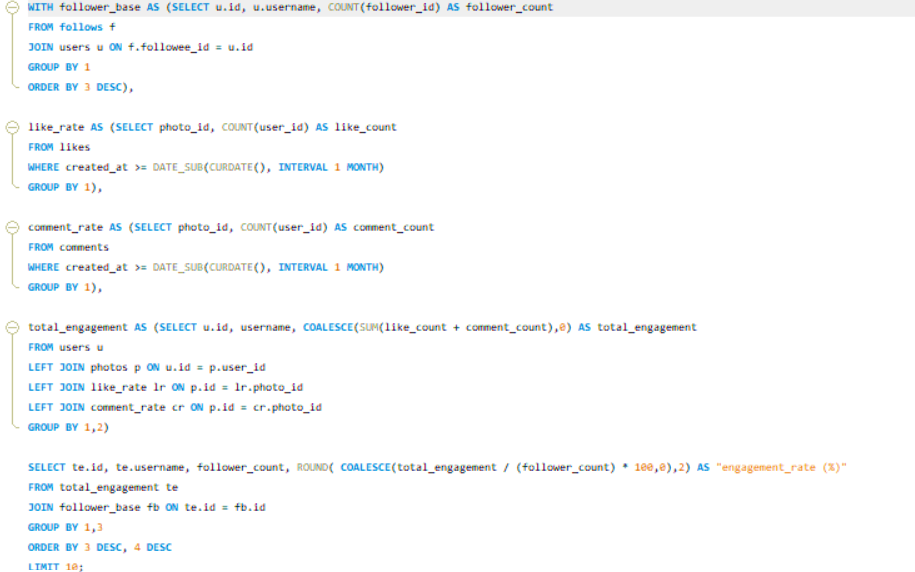 WITH follower_base AS (SELECT u.id, u.username, COUNT(follower_id) AS follower_count
FROM follows f
JOIN users u ON f.followee_id = u.id
GROUP BY 1
ORDER BY 3 DESC),
like_rate AS (SELECT photo_id, COUNT(user_id) AS like_count
FROM likes
WHERE created_at >= DATE_SUB(CURDATE(), INTERVAL 1 MONTH)
GROUP BY 1),
comment_rate AS (SELECT photo_id, COUNT(user_id) AS comment_count
FROM comments
WHERE created_at >= DATE_SUB(CURDATE(), INTERVAL 1 MONTH)
GROUP BY 1),
total_engagement AS (SELECT u.id, username, COALESCE(SUM(like_count + comment_count),0) AS total_engagement
FROM users u
LEFT JOIN photos p ON u.id = p.user_id
LEFT JOIN like_rate lr ON p.id = lr.photo_id
LEFT JOIN comment_rate cr ON p.id = cr.photo_id
GROUP BY 1,2)
SELECT te.id, te.username, follower_count, ROUND( COALESCE(total_engagement / (follower_count) * 100,0),2) AS "engagement_rate (%)"
FROM total_engagement te
JOIN follower_base fb ON te.id = fb.id
GROUP BY 1,3
ORDER BY 3 DESC, 4 DESC
LIMIT 10;